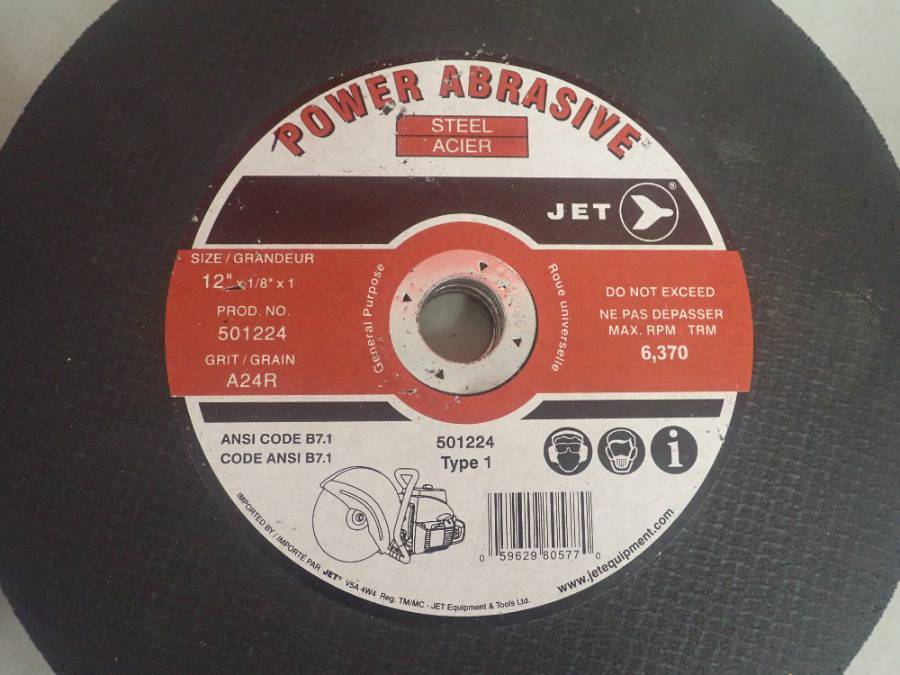 POWER ABRASIVE
STEEL
ACIER
JET ®
SIZE / GRANDEUR
12" x 1/8" x 1
PROD. NO.
501224
GRIT / GRAIN
A24R
General Purpose
Roue universelle
DO NOT EXCEED
NE PAS DEPASSER
MAX. RPM TRM
6,370
ANSI CODE B7.1
CODE ANSI B7.1
501224
Type 1
0 59629 80577 0
IMPORTED BY / IMPORTÉ PAR JET® V5A 4W4 Reg. TM/MC - JET Equipment & Tools Ltd.
www.jetequipment.com